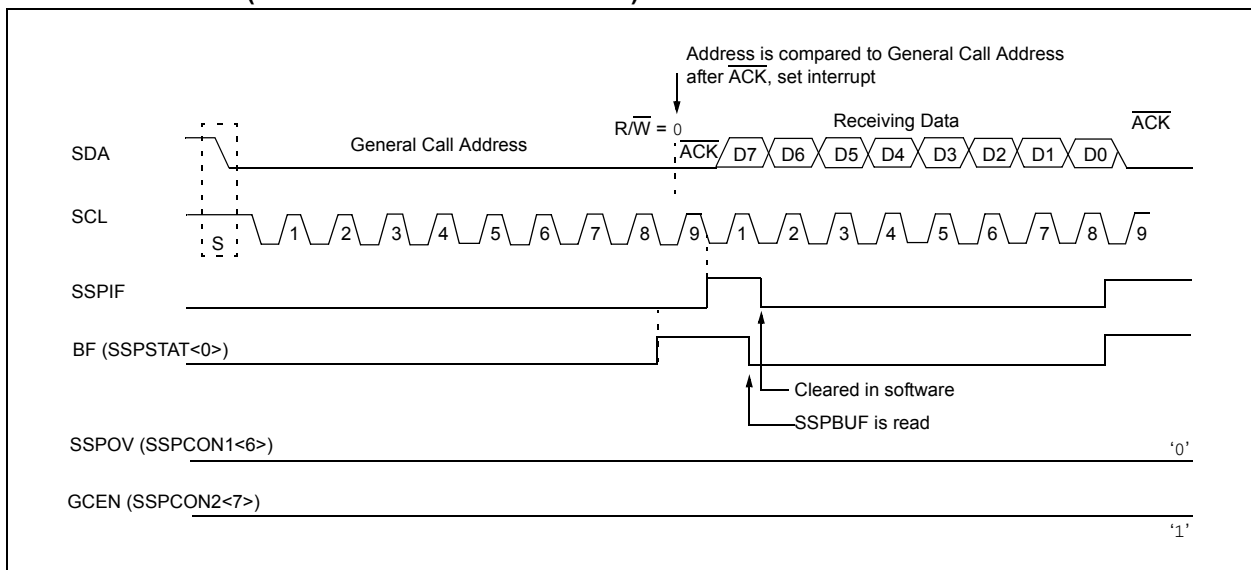 Address is compared to General Call Address
after ACK, set interrupt
R/W = 0
Receiving Data
ACK
SDA
General Call Address
ACK
D7 D6 D5 D4 D3 D2 D1 D0
SCL
S
1 2 3 4 5 6 7 8 9 1 2 3 4 5 6 7 8 9
SSPIF
BF (SSPSTAT<0>)
Cleared in software
SSPBUF is read
SSPOV (SSPCON1<6>)
‘0’
GCEN (SSPCON2<7>)
‘1’